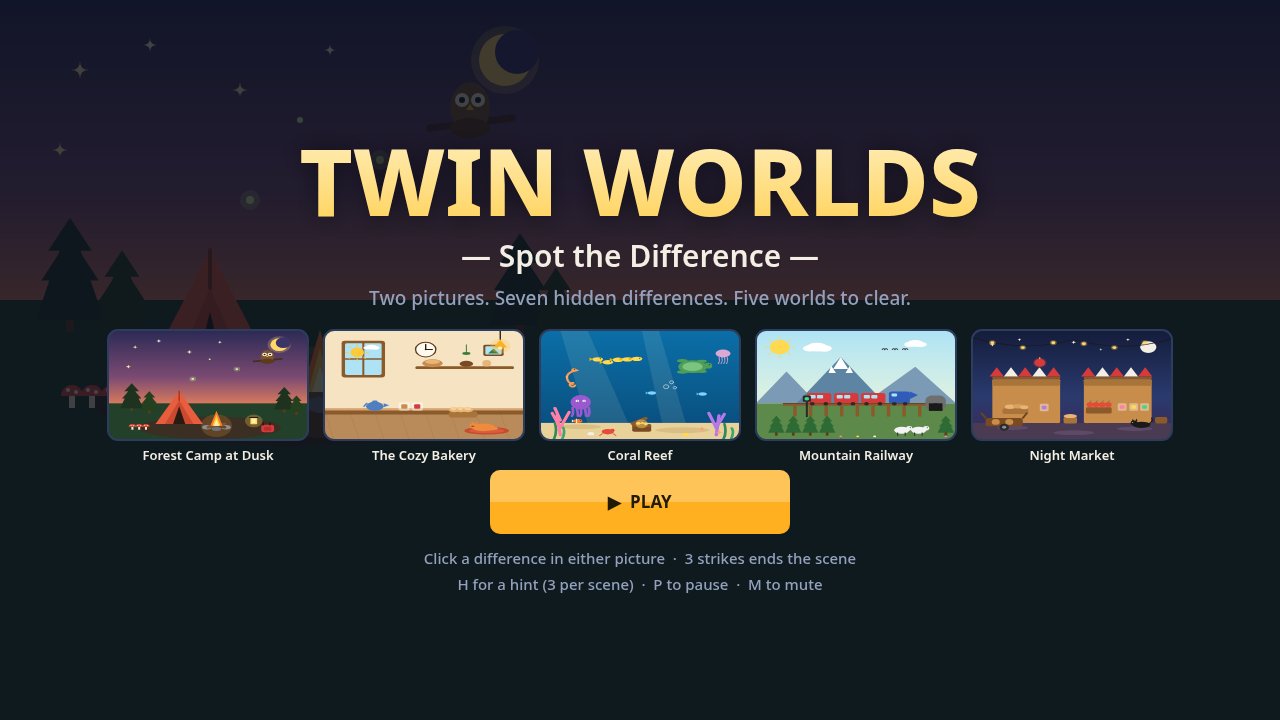 TWIN WORLDS
— Spot the Difference —
Two pictures. Seven hidden differences. Five worlds to clear.
Forest Camp at Dusk
The Cozy Bakery
Coral Reef
Mountain Railway
Night Market
▶ PLAY
Click a difference in either picture · 3 strikes ends the scene
H for a hint (3 per scene) · P to pause · M to mute